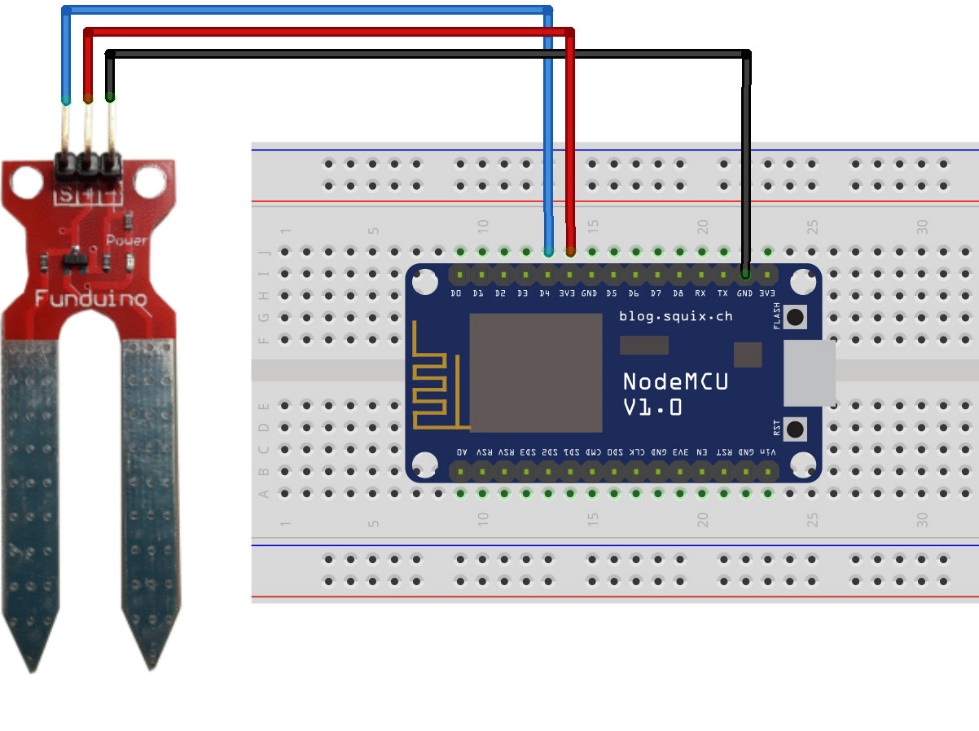 S +
Power
Funduino
1 5 10 15 20 25 30
J
I
H
G
F
E
D
C
B
A
D0 D1 D2 D3 D4 3V3 GND D5 D6 D7 D8 RX TX GND 3V3
blog.squix.ch
FLASH
NodeMCU
V1.0
RST
A0 RSV RSV SD3 SD2 SD1 CMD SD0 CLK GND 3V3 EN RST GND Vin
1 5 10 15 20 25 30